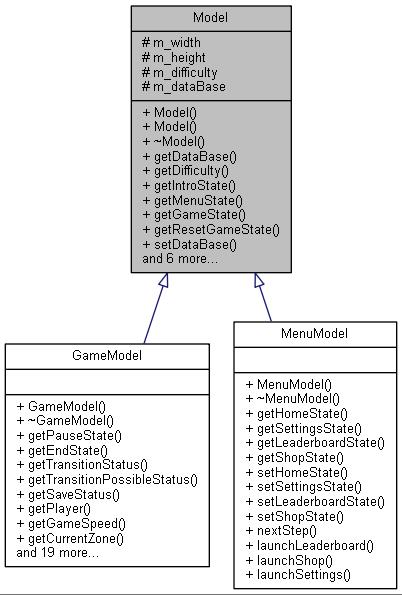 Model
# m_width
# m_height
# m_difficulty
# m_dataBase
+ Model()
+ Model()
+ ~Model()
+ getDataBase()
+ getDifficulty()
+ getIntroState()
+ getMenuState()
+ getGameState()
+ getResetGameState()
+ setDataBase()
and 6 more...
GameModel
+ GameModel()
+ ~GameModel()
+ getPauseState()
+ getEndState()
+ getTransitionStatus()
+ getTransitionPossibleStatus()
+ getSaveStatus()
+ getPlayer()
+ getGameSpeed()
+ getCurrentZone()
and 19 more...
MenuModel
+ MenuModel()
+ ~MenuModel()
+ getHomeState()
+ getSettingsState()
+ getLeaderboardState()
+ getShopState()
+ setHomeState()
+ setSettingsState()
+ setLeaderboardState()
+ setShopState()
+ nextStep()
+ launchLeaderboard()
+ launchShop()
+ launchSettings()